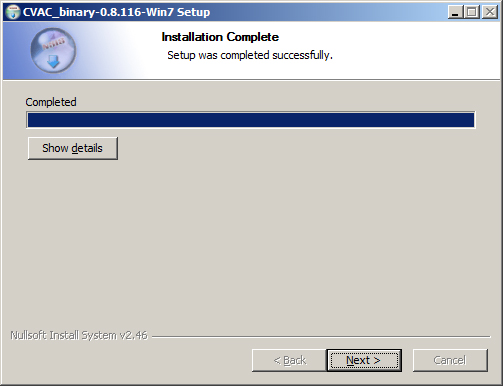 CVAC_binary-0.8.116-Win7 Setup
Installation Complete
Setup was completed successfully.
Completed
Show details
Nullsoft Install System v2.46
< Back
Next >
Cancel